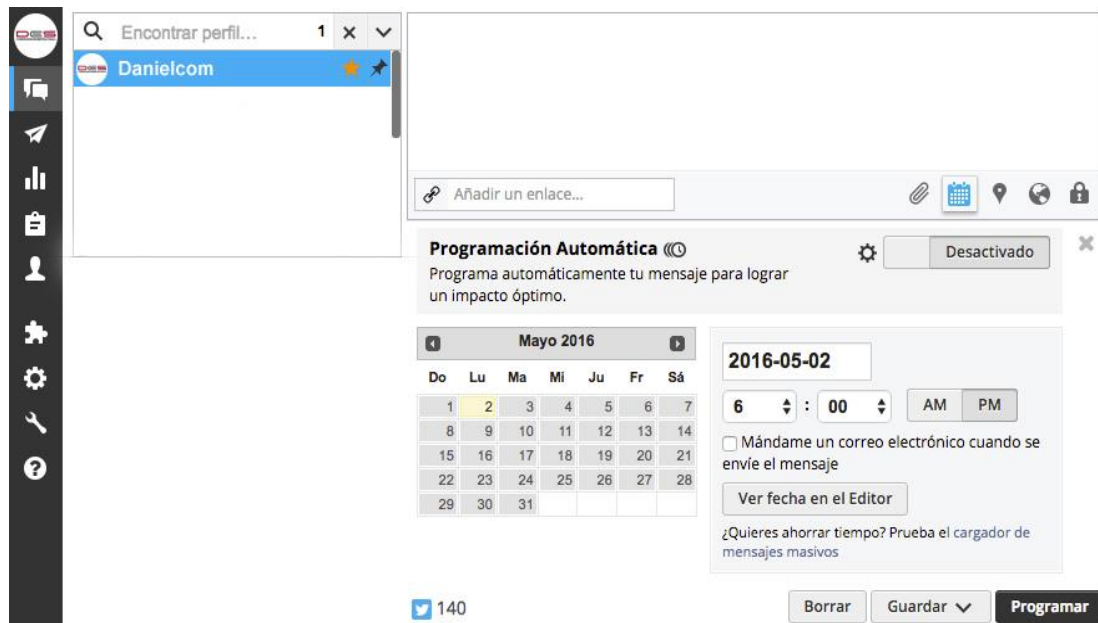 DES
Encontrar perfil... 1
DES Danielcom
Añadir un enlace...
Programación Automática
Desactivado
Programa automáticamente tu mensaje para lograr
un impacto óptimo.
Mayo 2016
Do Lu Ma Mi Ju Fr Sá
1 2 3 4 5 6 7
8 9 10 11 12 13 14
15 16 17 18 19 20 21
22 23 24 25 26 27 28
29 30 31
2016-05-02
6 : 00 AM PM
Mándame un correo electrónico cuando se
envíe el mensaje
Ver fecha en el Editor
¿Quieres ahorrar tiempo? Prueba el cargador de
mensajes masivos
140
Borrar Guardar Programar